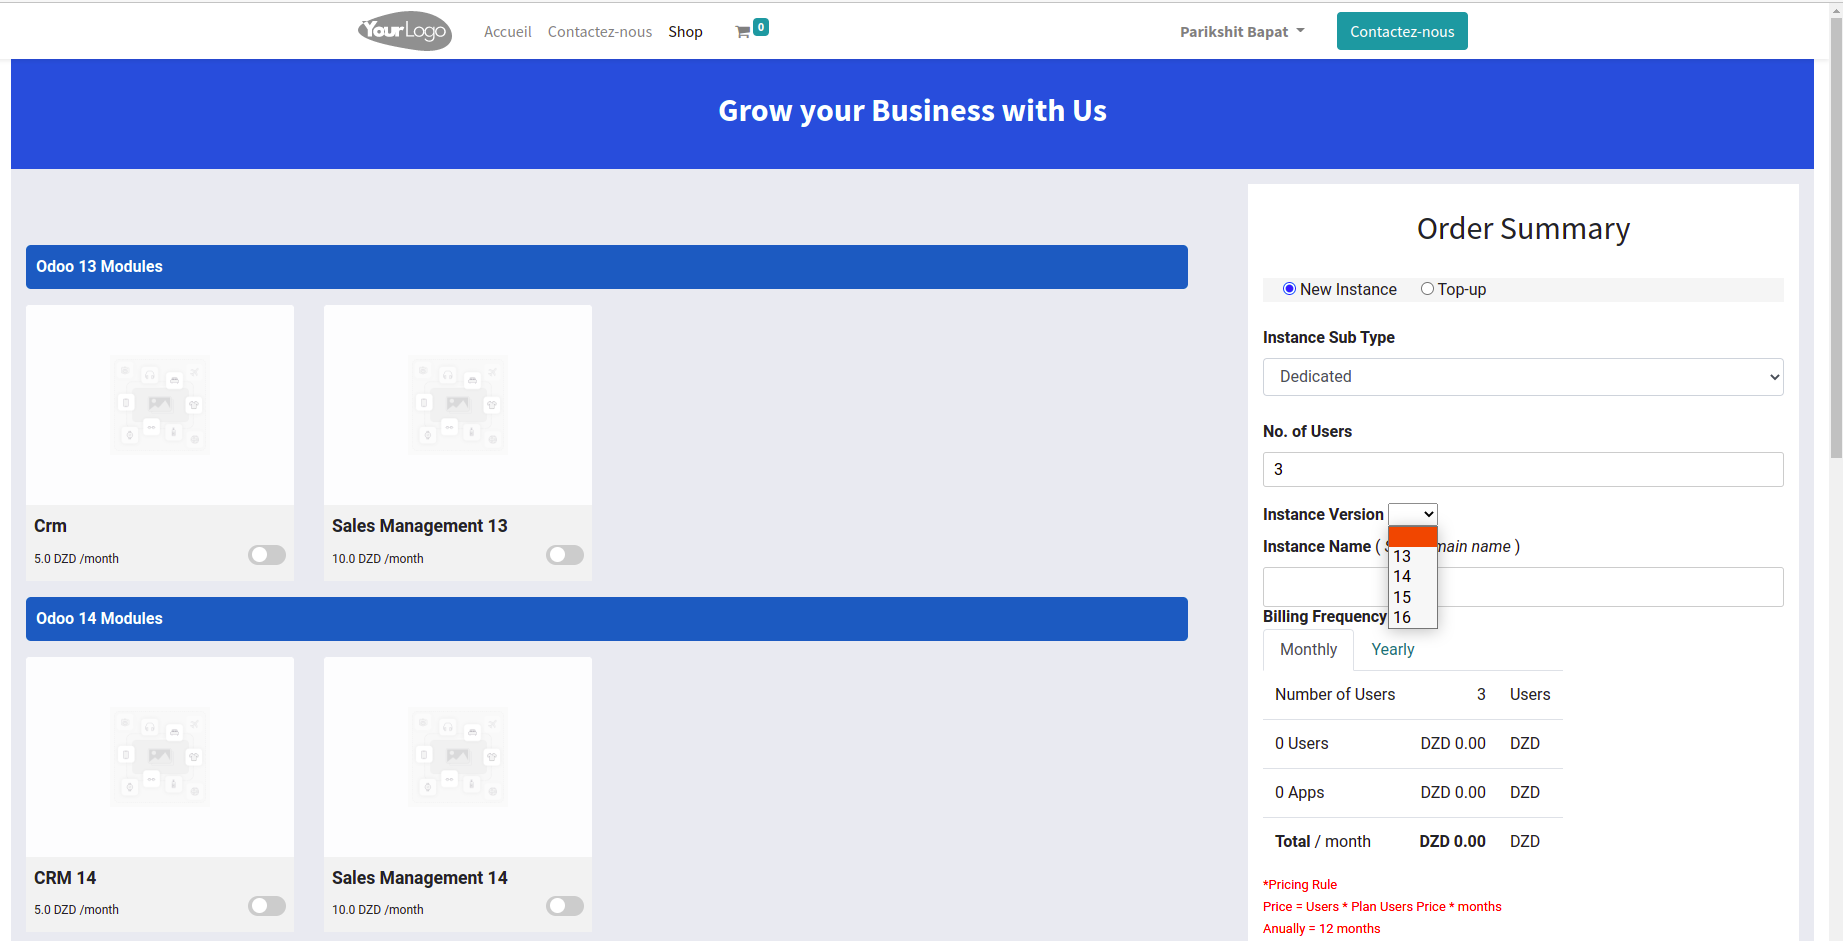 YourLogo
Accueil Contactez-nous Shop 0 Parikshit Bapat Contactez-nous
Grow your Business with Us
Odoo 13 Modules
Crm
5.0 DZD /month
Sales Management 13
10.0 DZD /month
Odoo 14 Modules
CRM 14
5.0 DZD /month
Sales Management 14
10.0 DZD /month
Order Summary
New Instance Top-up
Instance Sub Type
Dedicated
No. of Users
3
Instance Version
13
14
15
16
Instance Name ( name )
Billing Frequency
Monthly Yearly
Number of Users 3 Users
0 Users DZD 0.00 DZD
0 Apps DZD 0.00 DZD
Total / month DZD 0.00 DZD
*Pricing Rule
Price = Users * Plan Users Price * months
Anually = 12 months